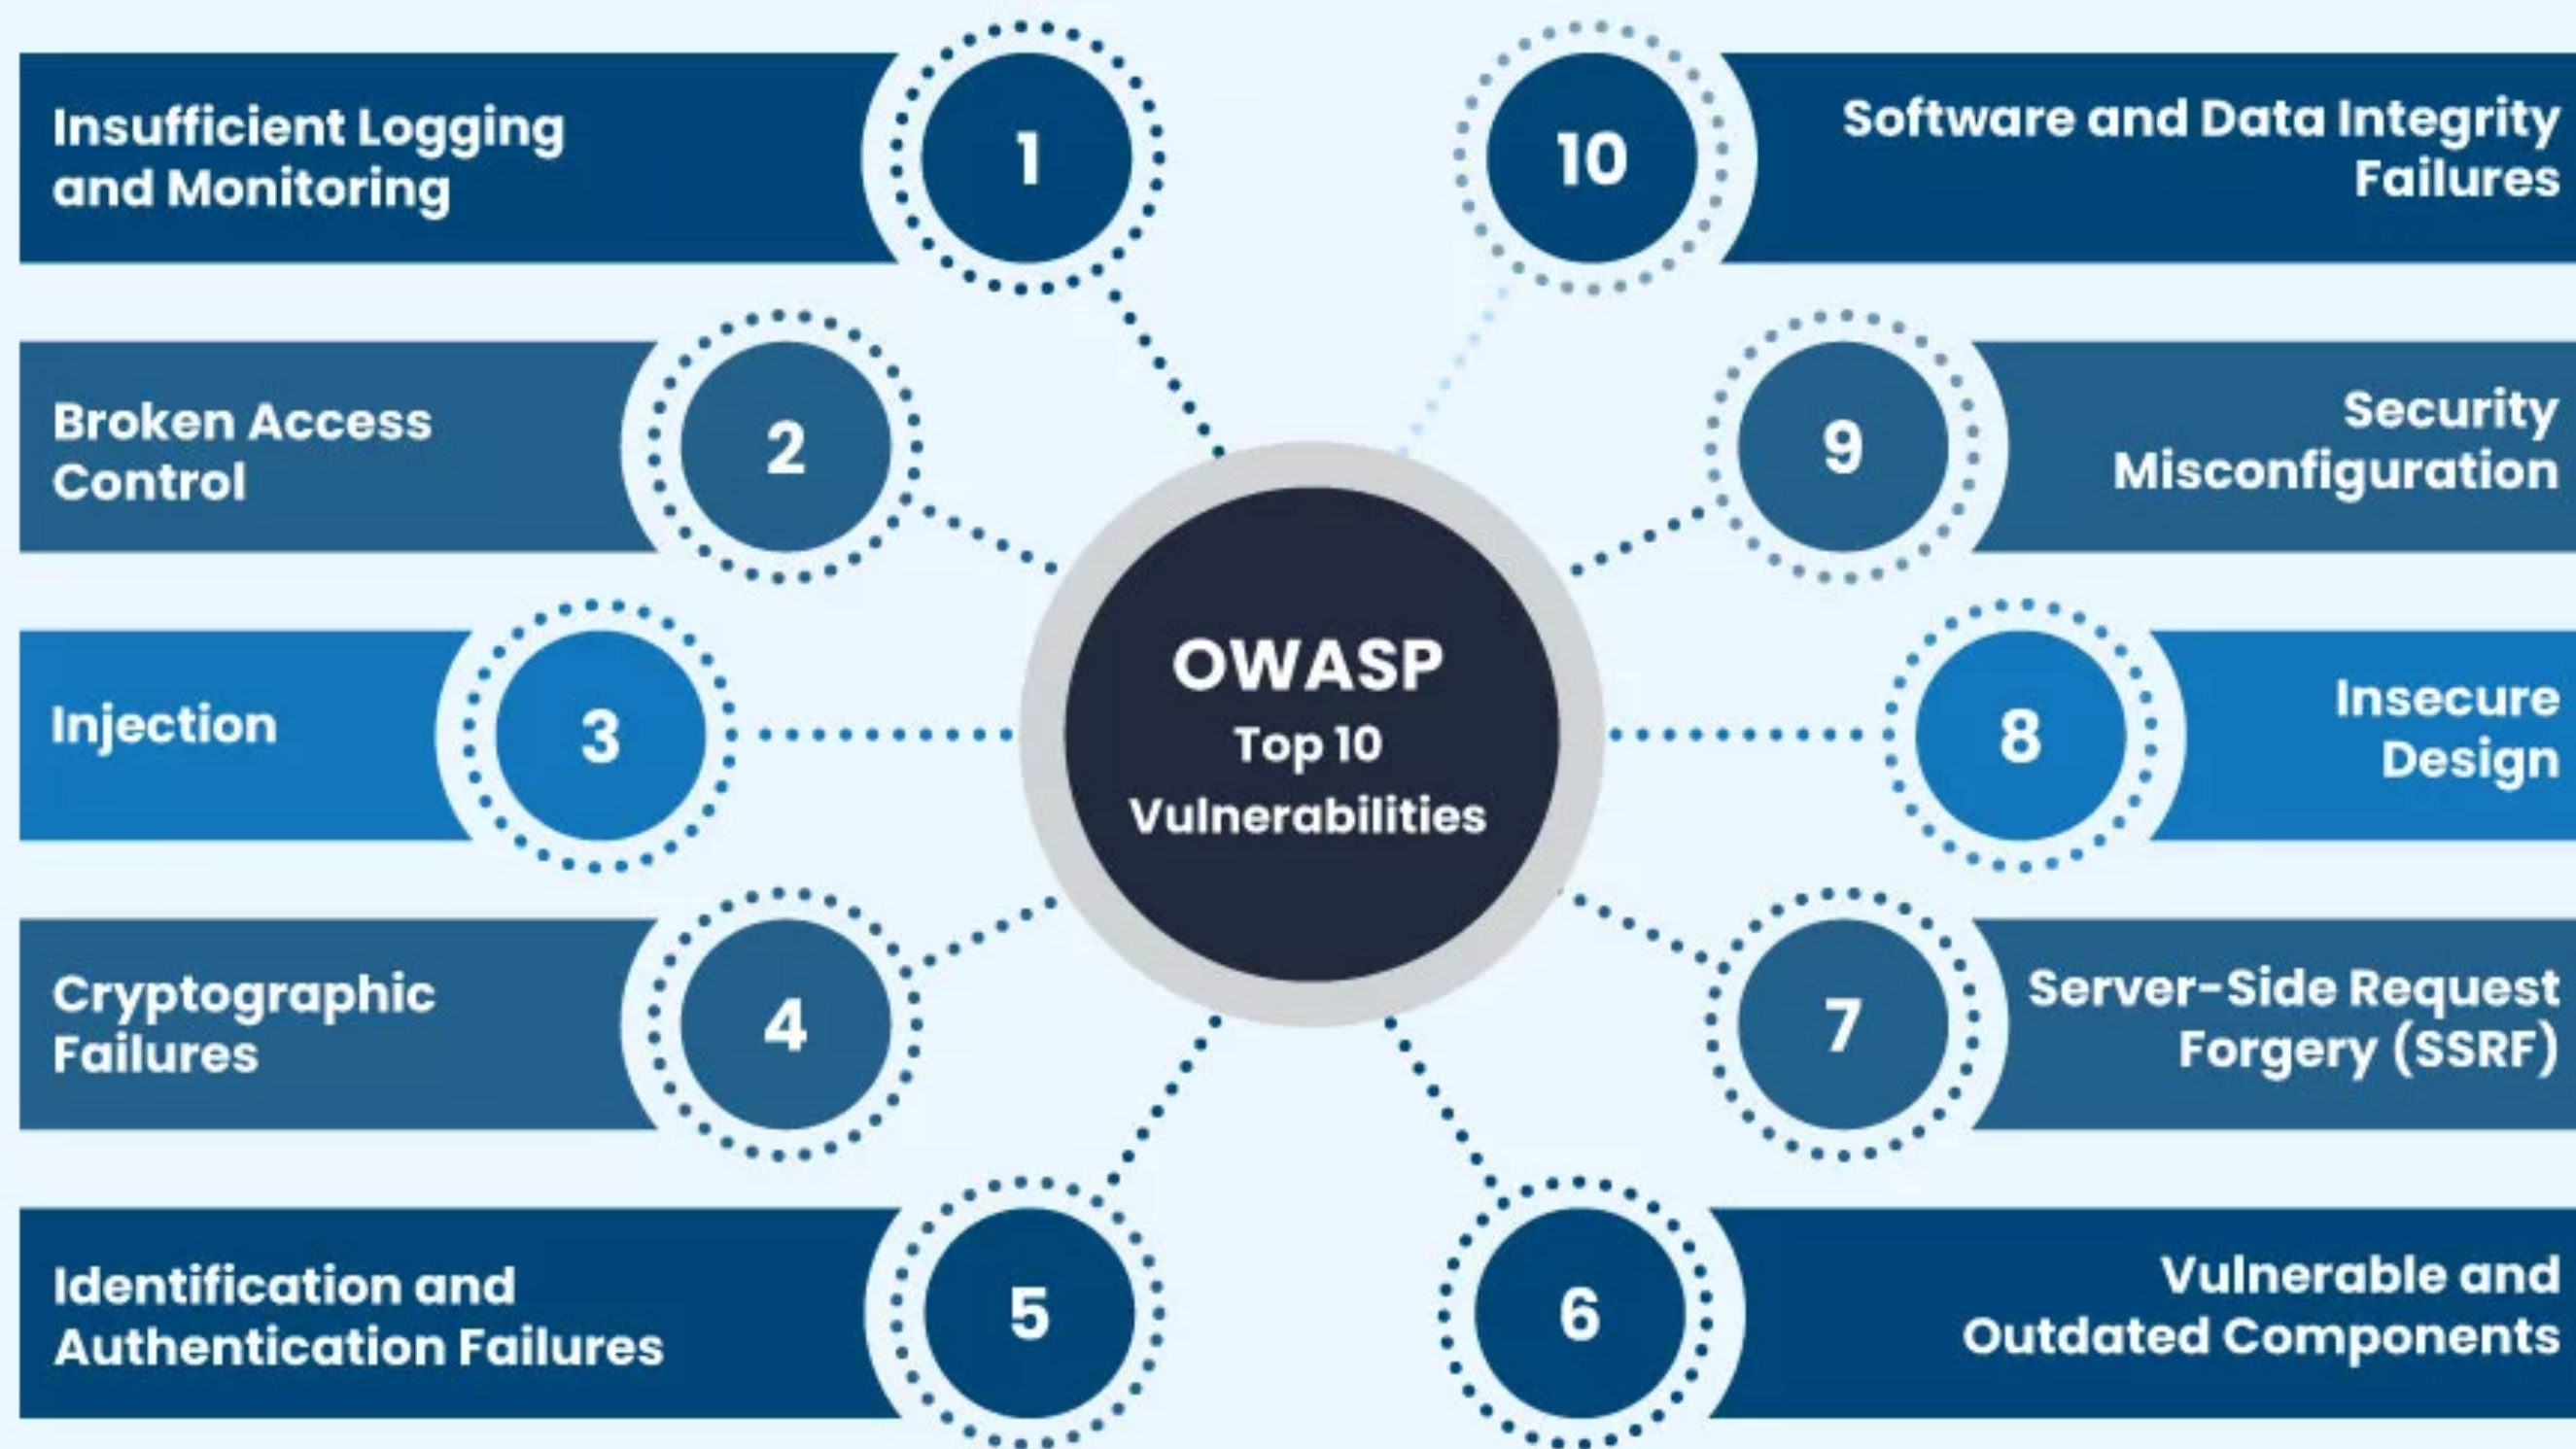 1
Insufficient Logging
and Monitoring
2
Broken Access
Control
3
Injection
4
Cryptographic
Failures
5
Identification and
Authentication Failures
OWASP
Top 10
Vulnerabilities
10
Software and Data Integrity
Failures
9
Security
Misconfiguration
8
Insecure
Design
7
Server-Side Request
Forgery (SSRF)
6
Vulnerable and
Outdated Components